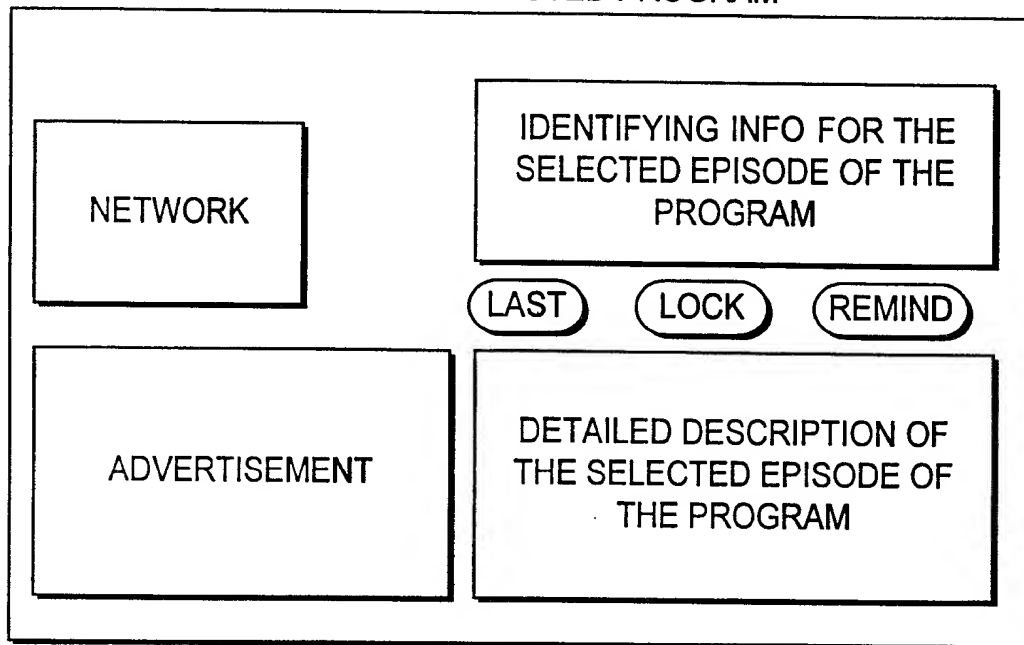 PROGRAM
NETWORK
IDENTIFYING INFO FOR THE
SELECTED EPISODE OF THE
PROGRAM
LAST
LOCK
REMIND
ADVERTISEMENT
DETAILED DESCRIPTION OF
THE SELECTED EPISODE OF
THE PROGRAM